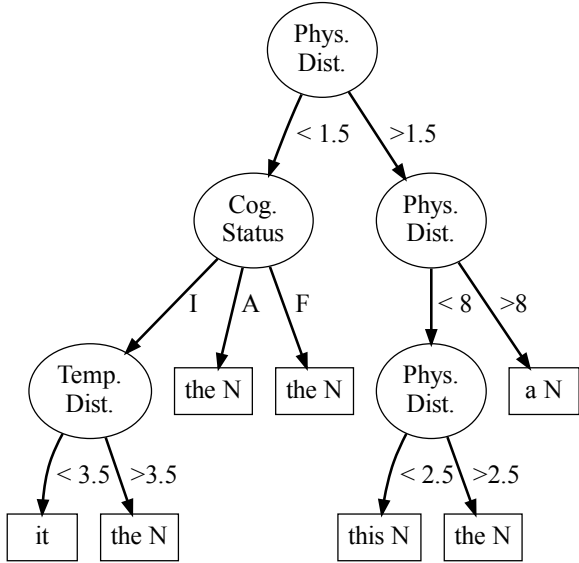 Phys.
Dist.
< 1.5
>1.5
Cog.
Status
Phys.
Dist.
I
A
F
< 8
>8
Temp.
Dist.
the N
the N
Phys.
Dist.
a N
< 3.5
>3.5
< 2.5
>2.5
it
the N
this N
the N